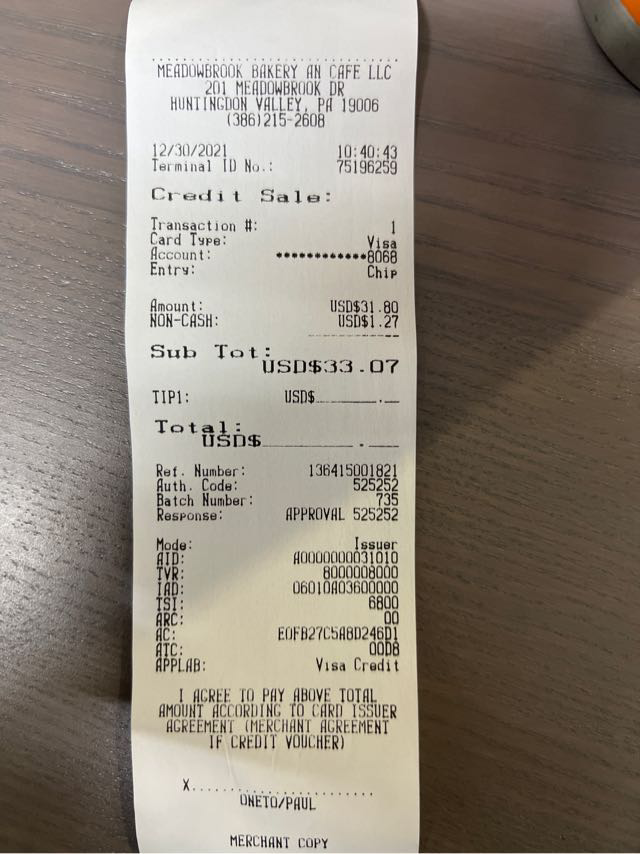 MEADOWBROOK BAKERY AN CAFE LLC
201 MEADOWBROOK DR
HUNTINGDON VALLEY, PA 19006
(386)215-2608
12/30/2021 10:40:43
Terminal ID No.: 75196259
Credit Sale:
Transaction #: 1
Card Type: Visa
Account: ************8068
Entry: Chip
Amount: USD$31.80
NON-CASH: USD$1.27
Sub Tot:
USD$33.07
TIP1: USD$________.__
Total:
USD$__________.___
Ref. Number: 136415001821
Auth. Code: 525252
Batch Number: 735
Response: APPROVAL 525252
Mode: Issuer
AID: A0000000031010
TVR: 8000008000
IAD: 06010A03600000
TSI: 6800
ARC: 00
AC: E0FB27C5A8D246D1
ATC: 00D8
APPLAB: Visa Credit
I AGREE TO PAY ABOVE TOTAL
AMOUNT ACCORDING TO CARD ISSUER
AGREEMENT (MERCHANT AGREEMENT
IF CREDIT VOUCHER)
X..........................
ONETO/PAUL
MERCHANT COPY